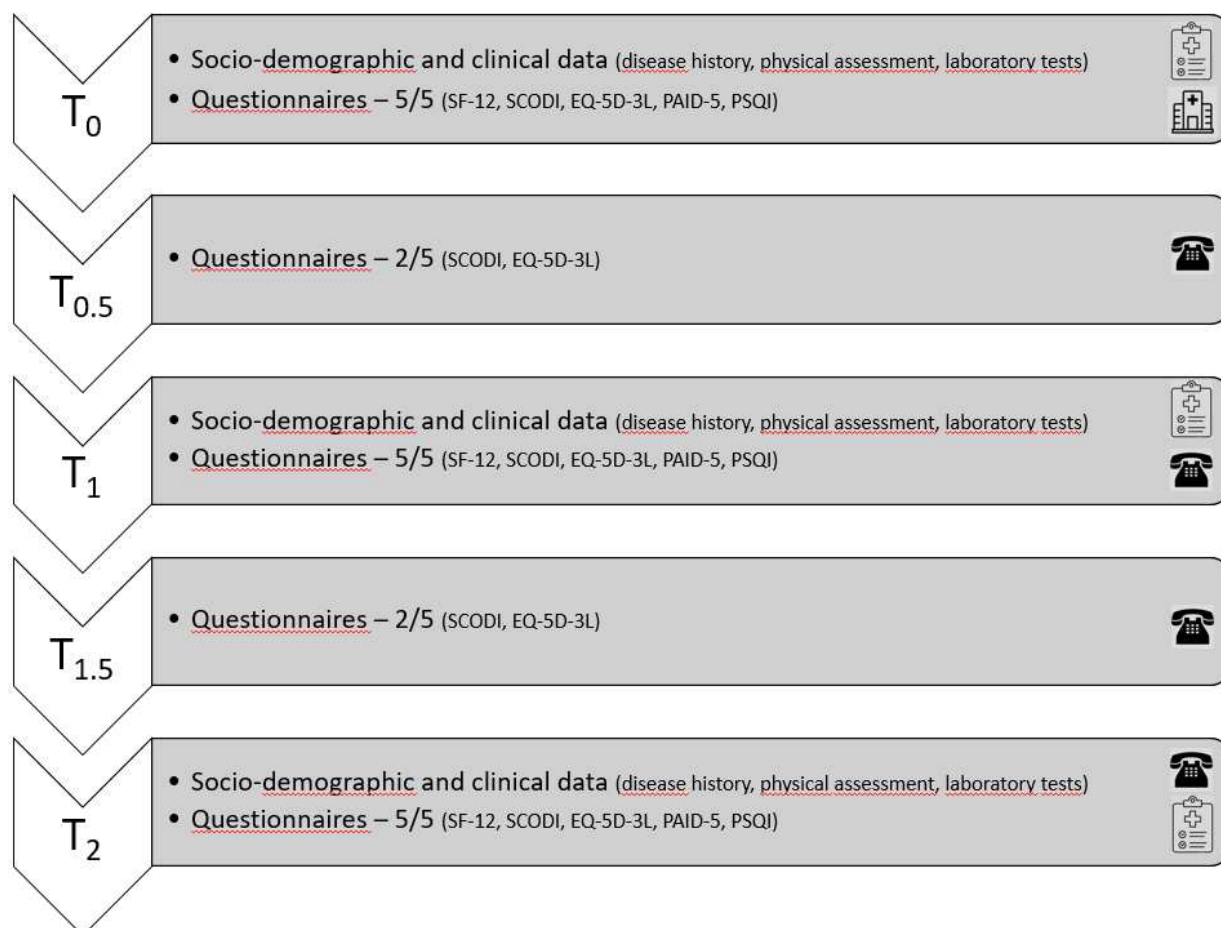 T0
• Socio-demographic and clinical data (disease history, physical assessment, laboratory tests)
• Questionnaires – 5/5 (SF-12, SCODI, EQ-5D-3L, PAID-5, PSQI)
T0.5
• Questionnaires – 2/5 (SCODI, EQ-5D-3L)
T1
• Socio-demographic and clinical data (disease history, physical assessment, laboratory tests)
• Questionnaires – 5/5 (SF-12, SCODI, EQ-5D-3L, PAID-5, PSQI)
T1.5
• Questionnaires – 2/5 (SCODI, EQ-5D-3L)
T2
• Socio-demographic and clinical data (disease history, physical assessment, laboratory tests)
• Questionnaires – 5/5 (SF-12, SCODI, EQ-5D-3L, PAID-5, PSQI)